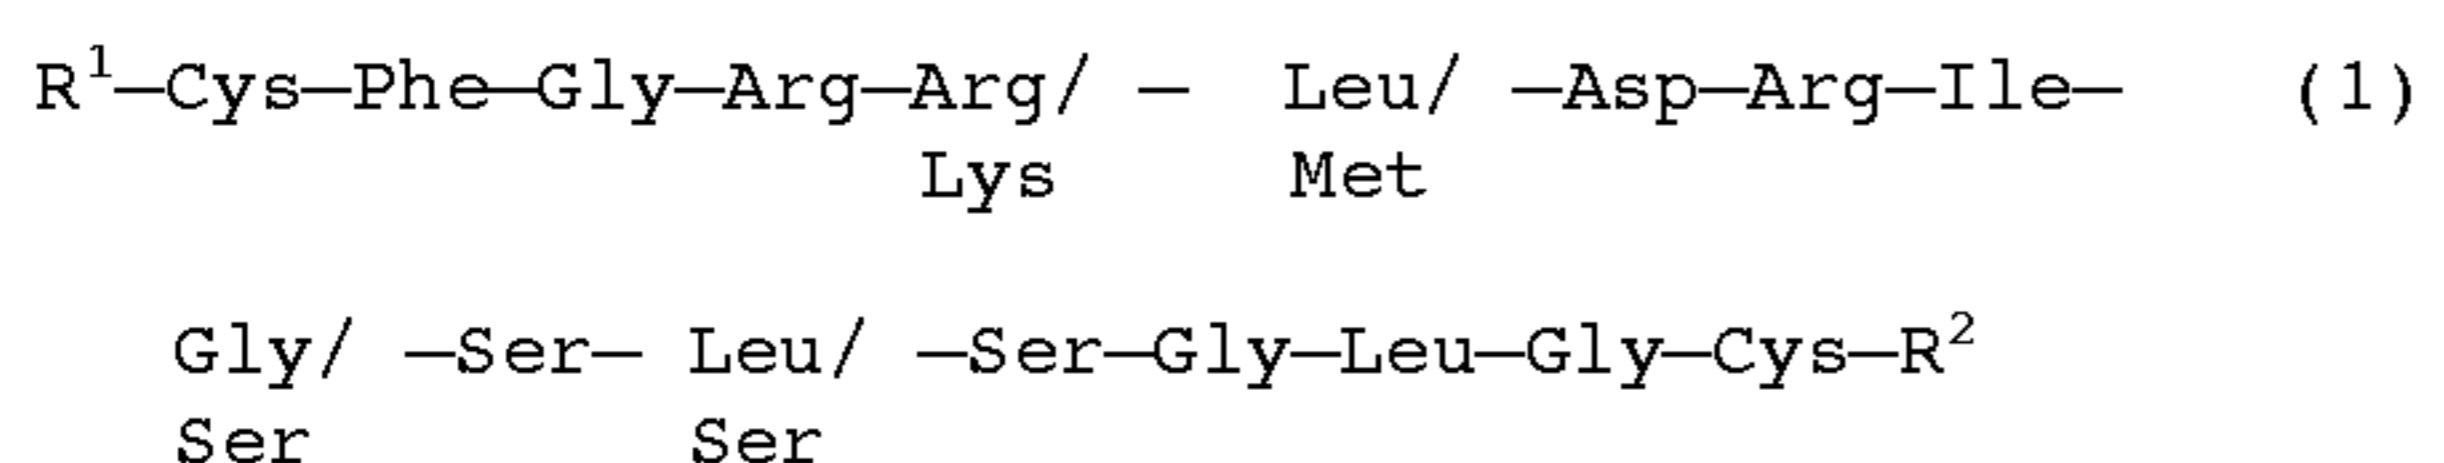 R¹—Cys—Phe—Gly—Arg—Arg/ — Leu/ —Asp—Arg—Ile— (1)
Lys Met
Gly/ —Ser— Leu/ —Ser—Gly—Leu—Gly—Cys—R²
Ser Ser